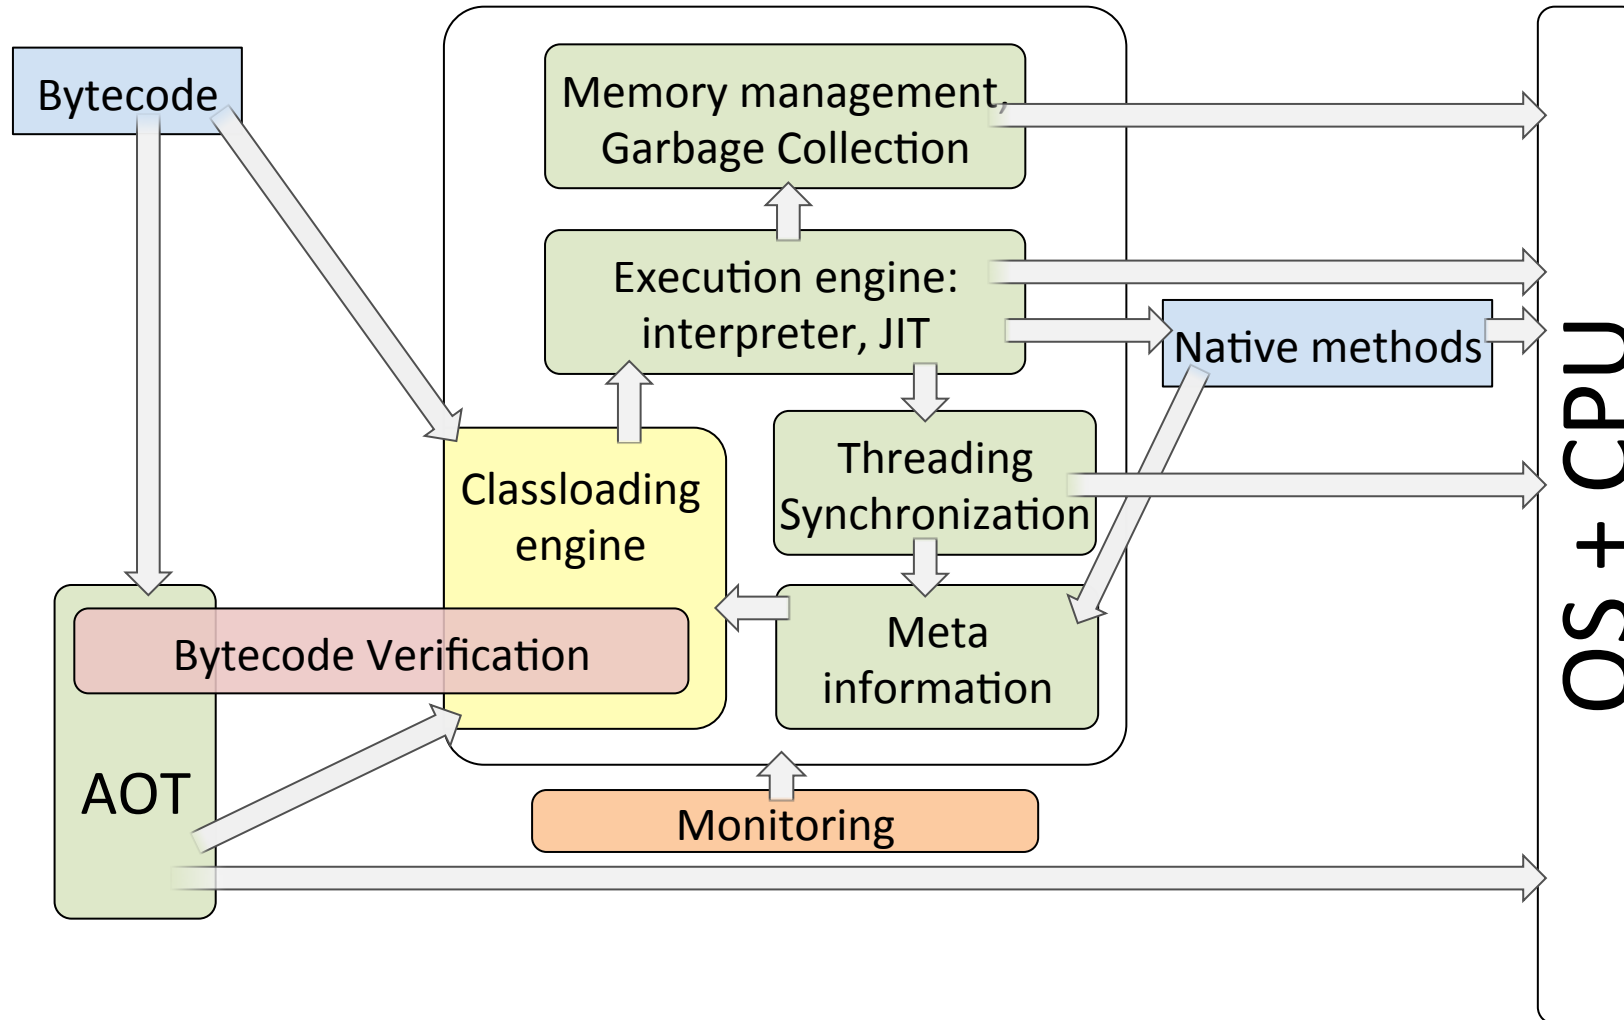 Bytecode
Memory management,
Garbage Collection
Execution engine:
interpreter, JIT
Native methods
Threading
Synchronization
Classloading
engine
Meta
information
Bytecode Verification
AOT
Monitoring
OS + CPU